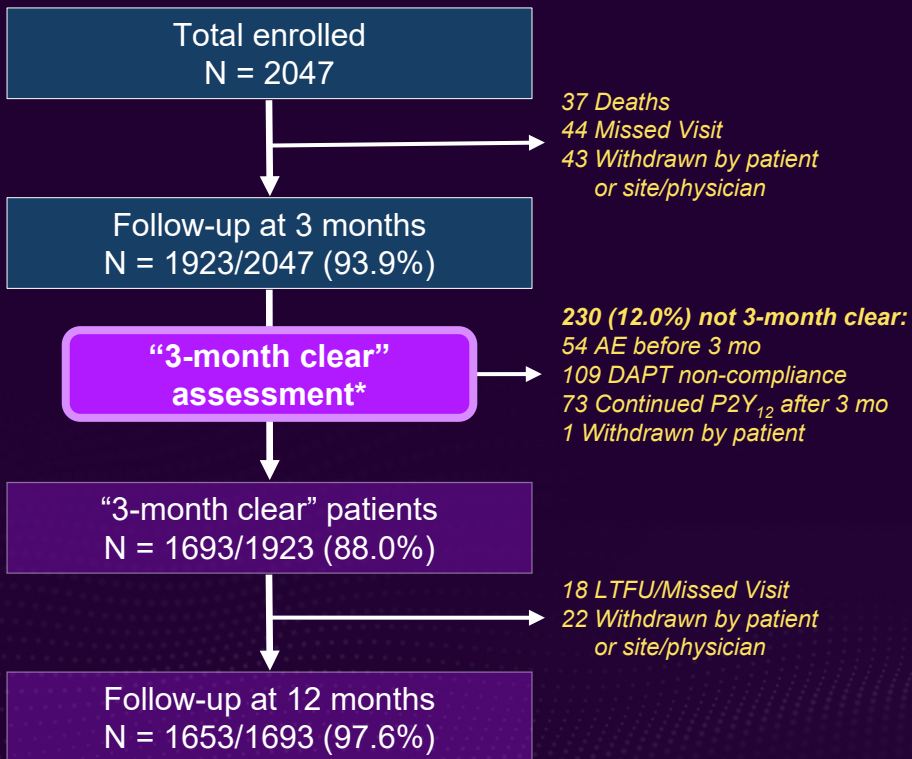 Total enrolled
N = 2047
37 Deaths
44 Missed Visit
43 Withdrawn by patient
or site/physician
Follow-up at 3 months
N = 1923/2047 (93.9%)
230 (12.0%) not 3-month clear:
54 AE before 3 mo
109 DAPT non-compliance
73 Continued P2Y₁₂ after 3 mo
1 Withdrawn by patient
“3-month clear”
assessment*
“3-month clear” patients
N = 1693/1923 (88.0%)
18 LTFU/Missed Visit
22 Withdrawn by patient
or site/physician
Follow-up at 12 months
N = 1653/1693 (97.6%)